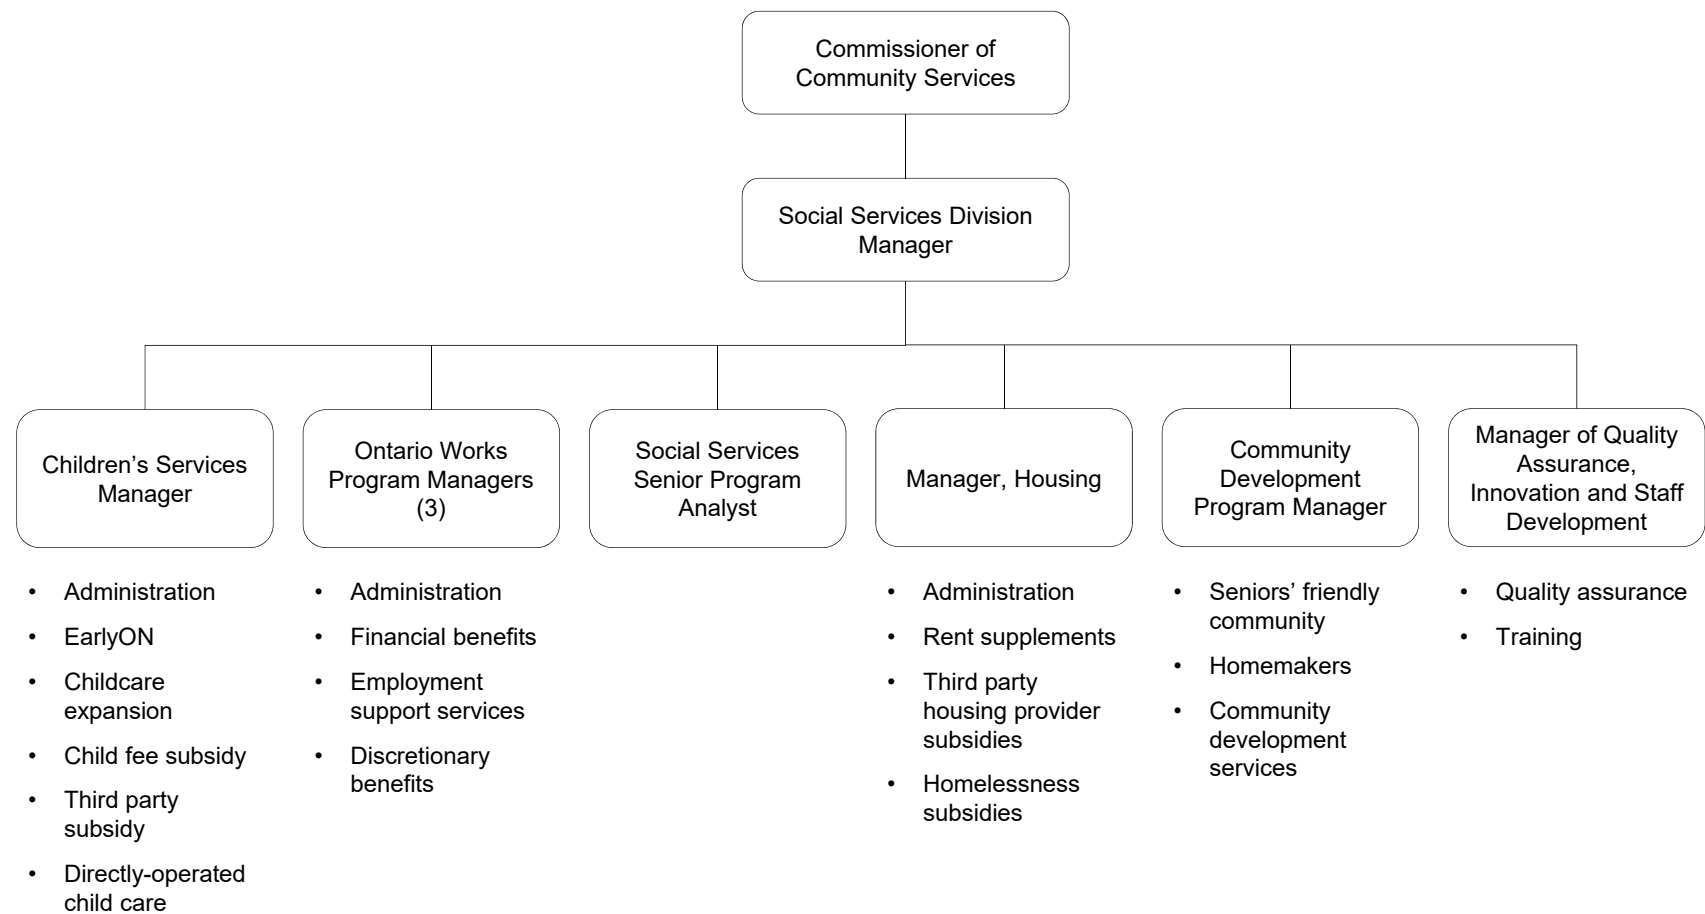 Commissioner of
Community Services
Social Services Division
Manager
Children’s Services
Manager
Ontario Works
Program Managers
(3)
Social Services
Senior Program
Analyst
Manager, Housing
Community
Development
Program Manager
Manager of Quality
Assurance,
Innovation and Staff
Development
• Administration
• EarlyON
• Childcare
expansion
• Child fee subsidy
• Third party
subsidy
• Directly-operated
child care
• Administration
• Financial benefits
• Employment
support services
• Discretionary
benefits
• Administration
• Rent supplements
• Third party
housing provider
subsidies
• Homelessness
subsidies
• Seniors’ friendly
community
• Homemakers
• Community
development
services
• Quality assurance
• Training